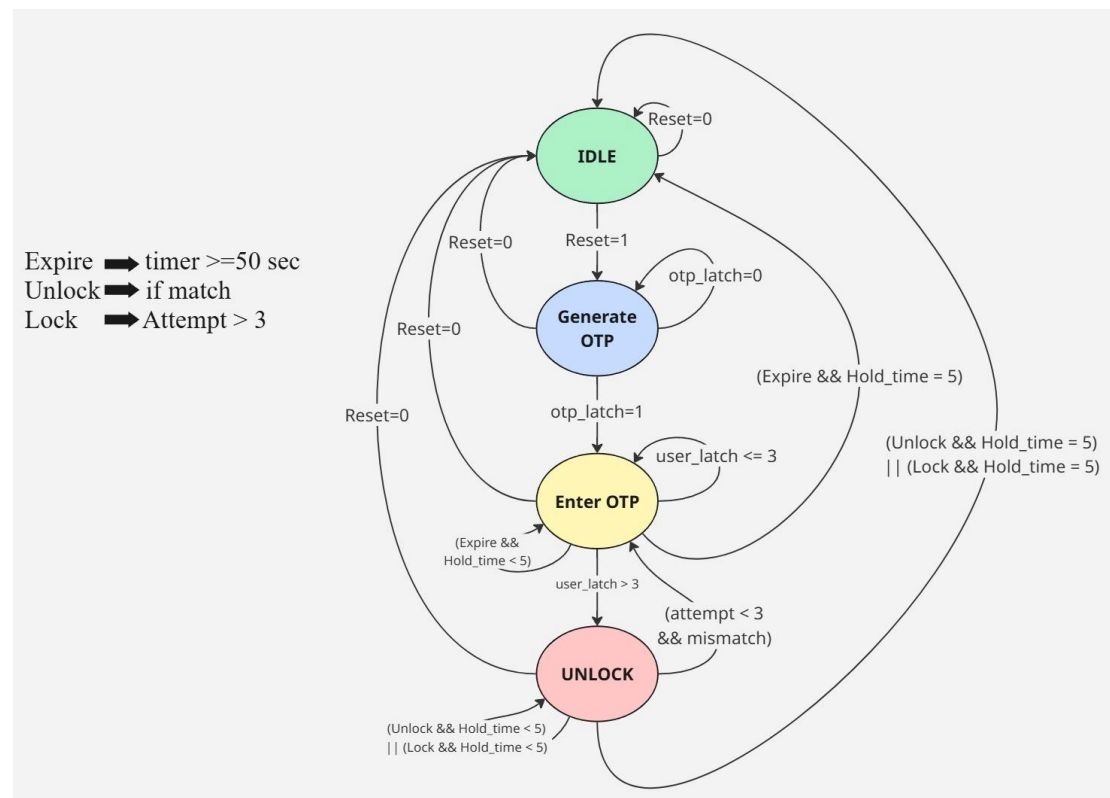 Reset=0
IDLE
Reset=0
Reset=1
Expire ➡ timer >=50 sec
Unlock ➡ if match
Lock ➡ Attempt > 3
otp_latch=0
Generate
OTP
Reset=0
(Expire && Hold_time = 5)
otp_latch=1
Reset=0
(Unlock && Hold_time = 5)
|| (Lock && Hold_time = 5)
user_latch <= 3
Enter OTP
(Expire &&
Hold_time < 5)
user_latch > 3
(attempt < 3
&& mismatch)
UNLOCK
(Unlock && Hold_time < 5)
|| (Lock && Hold_time < 5)